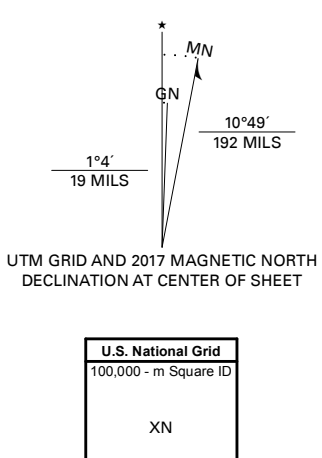 MN
GN
10°49´
192 MILS
1°4´
19 MILS
UTM GRID AND 2017 MAGNETIC NORTH
DECLINATION AT CENTER OF SHEET
U.S. National Grid
100,000 - m Square ID
XN